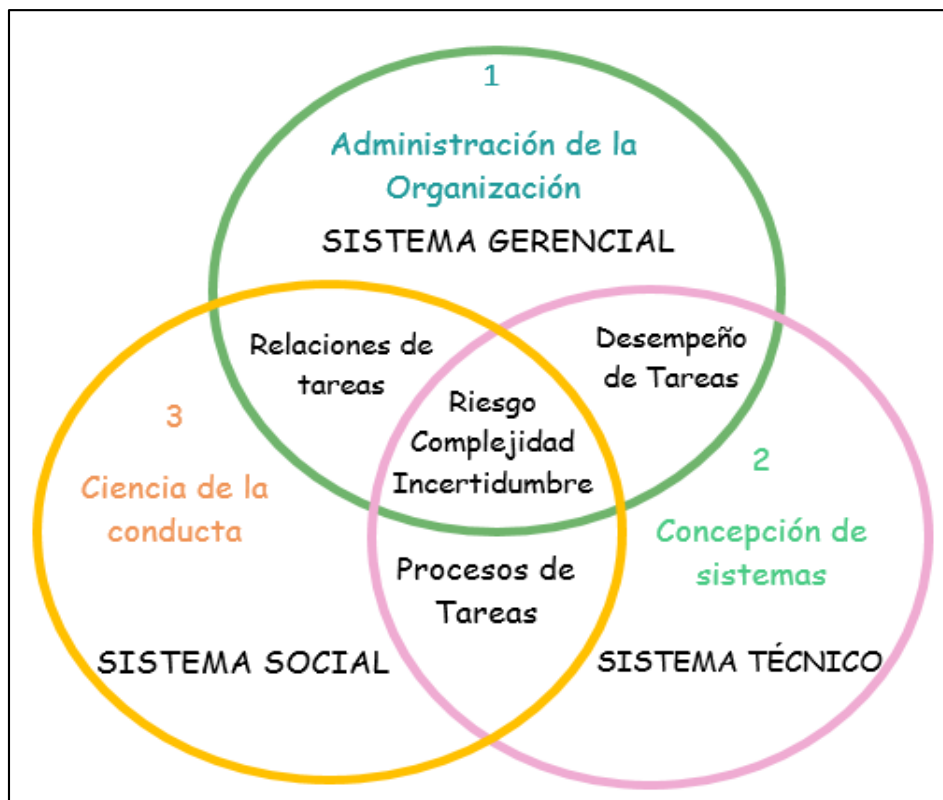 1
Administración de la
Organización
SISTEMA GERENCIAL
Relaciones de
tareas
Desempeño
de Tareas
Riesgo
Complejidad
Incertidumbre
3
Ciencia de la
conducta
2
Concepción de
sistemas
Procesos de
Tareas
SISTEMA SOCIAL
SISTEMA TÉCNICO